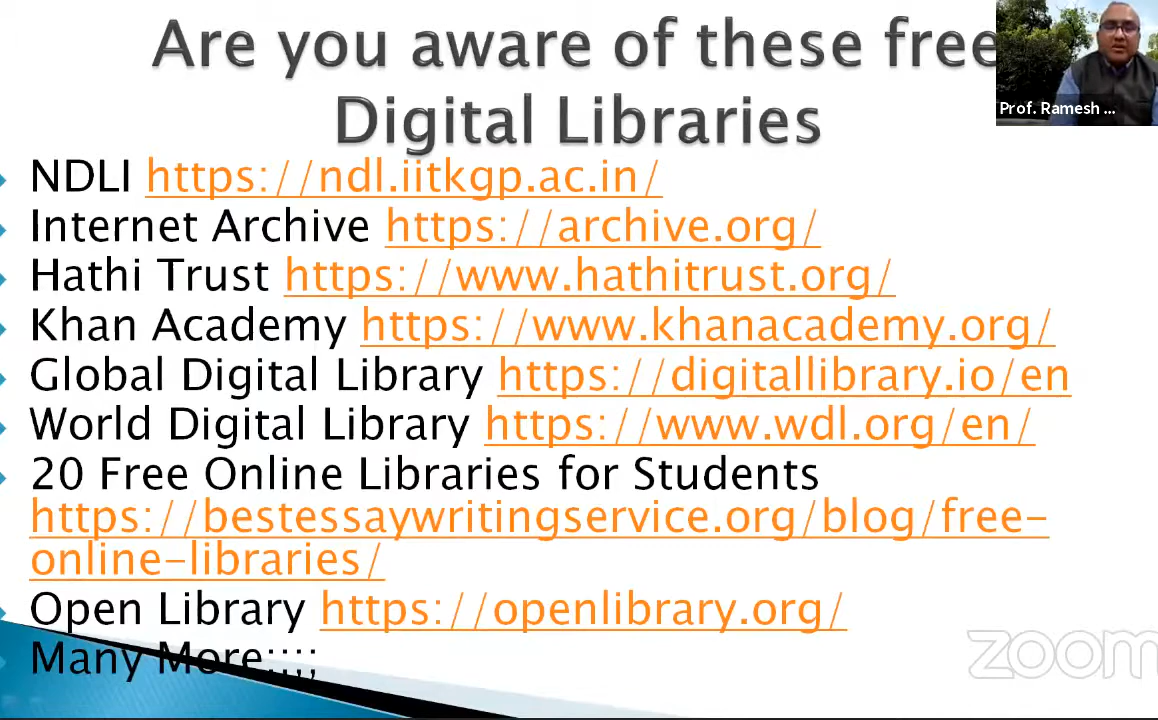 Are you aware of these free
Digital Libraries
Prof. Ramesh ...
NDLI https://ndl.iitkgp.ac.in/
Internet Archive https://archive.org/
Hathi Trust https://www.hathitrust.org/
Khan Academy https://www.khanacademy.org/
Global Digital Library https://digitallibrary.io/en
World Digital Library https://www.wdl.org/en/
20 Free Online Libraries for Students
https://bestessaywritingservice.org/blog/free-
online-libraries/
Open Library https://openlibrary.org/
Many More:::;;
zoom